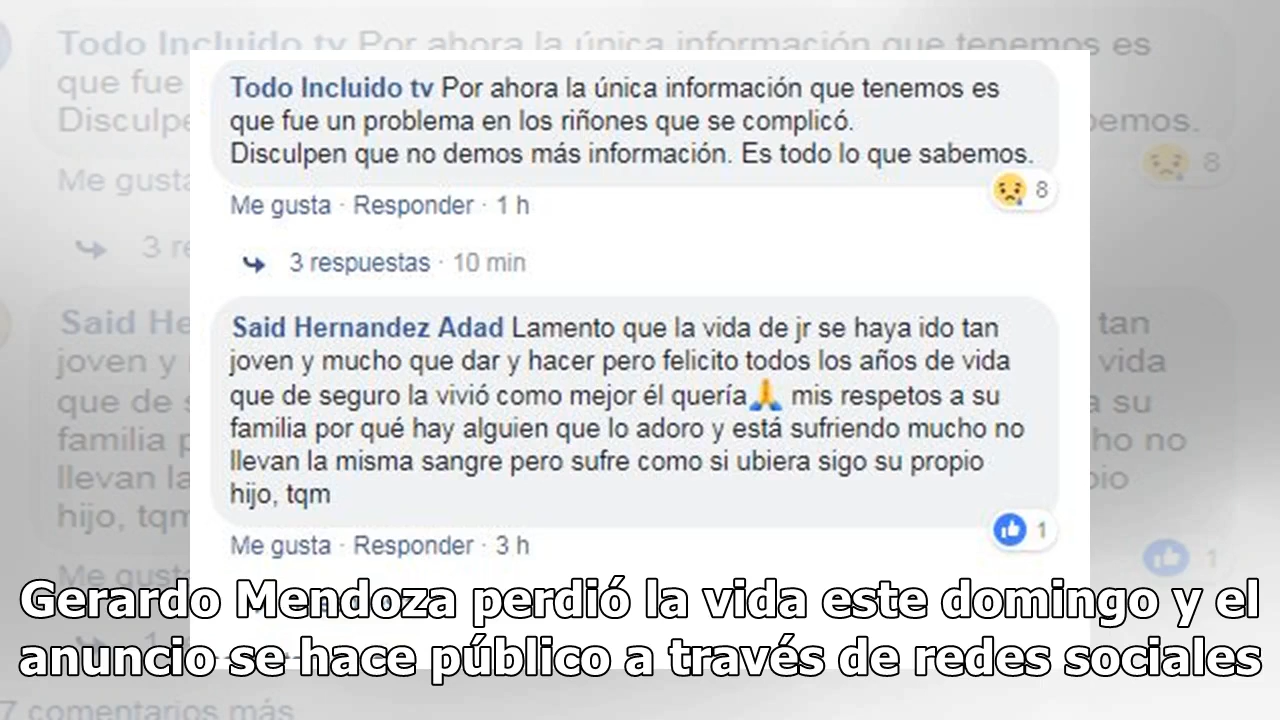 Todo Incluido tv Por ahora la única información que tenemos es
que fue un problema en los riñones que se complicó.
Disculpen que no demos más información. Es todo lo que sabemos.
8
Me gusta · Responder · 1 h
3 respuestas · 10 min
Said Hernandez Adad Lamento que la vida de jr se haya ido tan
joven y mucho que dar y hacer pero felicito todos los años de vida
que de seguro la vivió como mejor él quería🙏 mis respetos a su
familia por qué hay alguien que lo adoro y está sufriendo mucho no
llevan la misma sangre pero sufre como si ubiera sigo su propio
hijo, tqm
1
Me gusta · Responder · 3 h
Gerardo Mendoza perdió la vida este domingo y el
anuncio se hace público a través de redes sociales
7 comentarios más